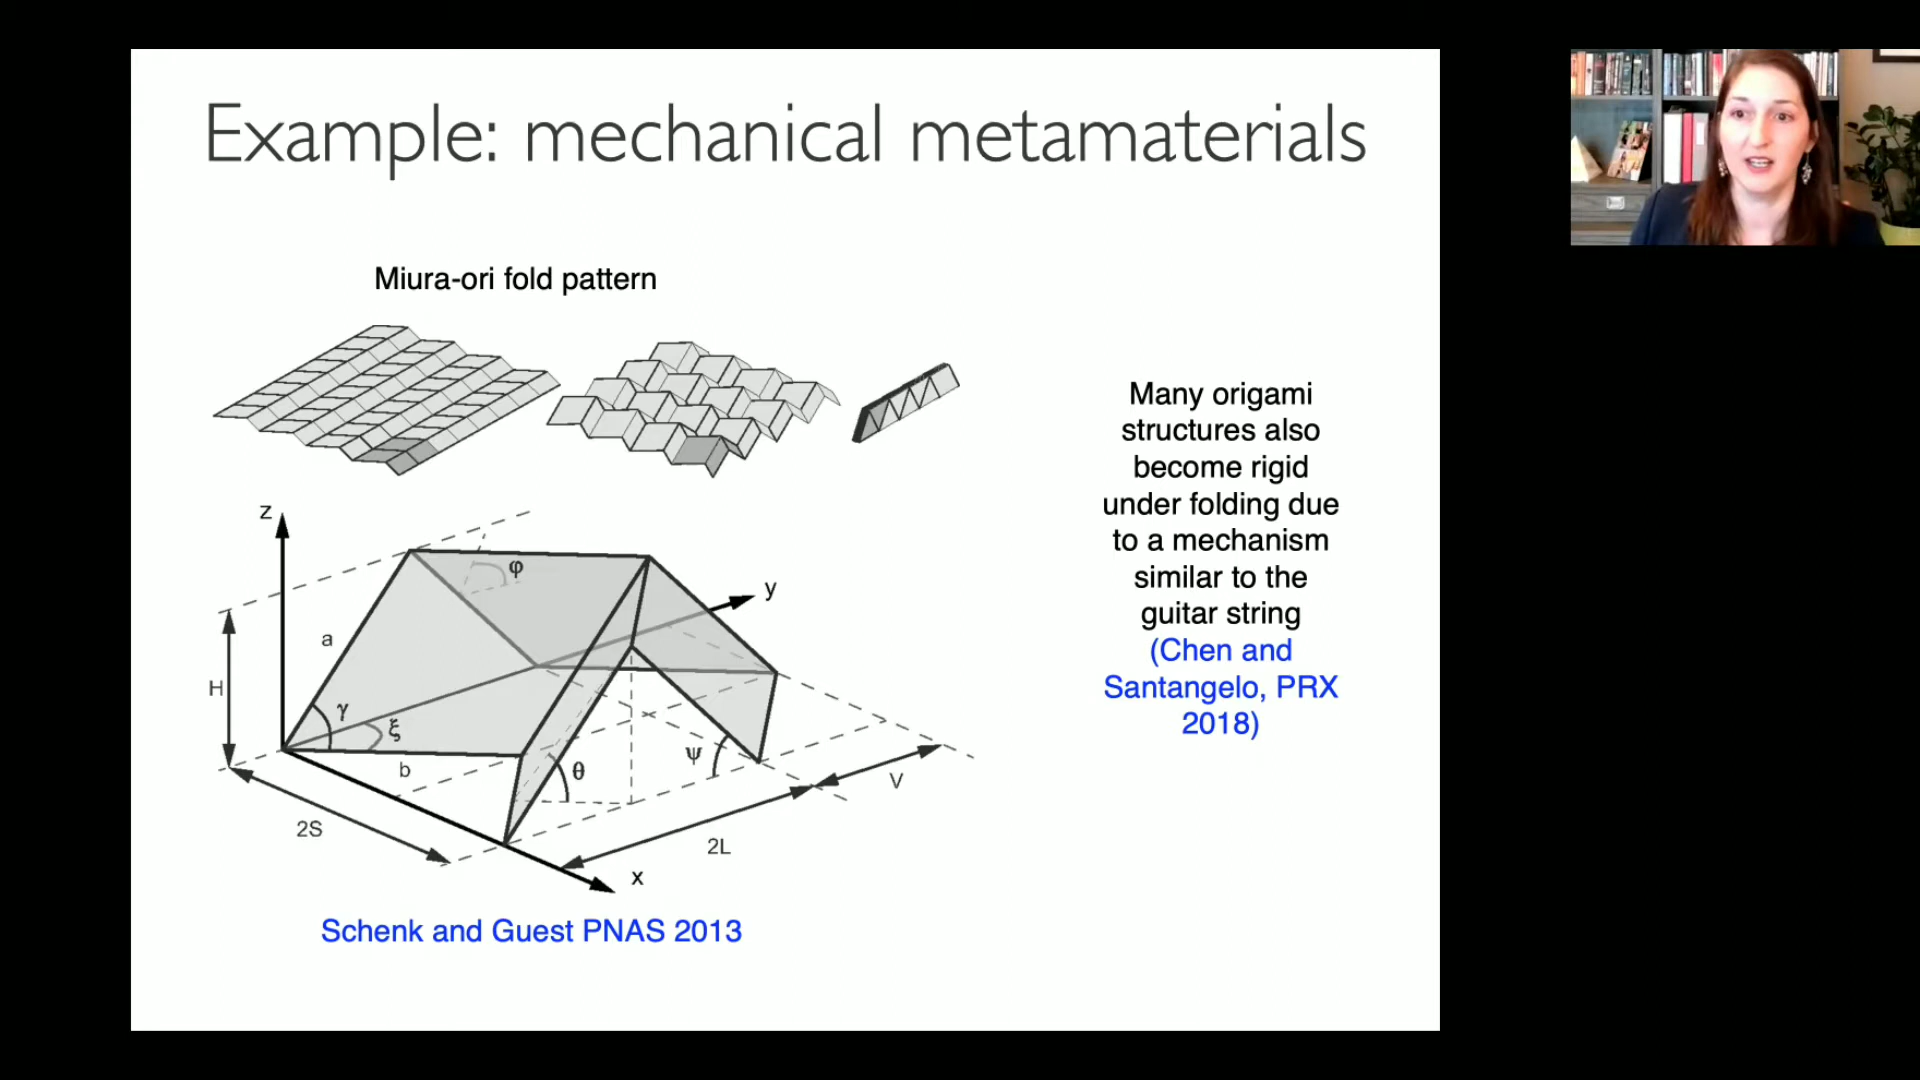 Example: mechanical metamaterials
Miura-ori fold pattern
Many origami
structures also
become rigid
under folding due
to a mechanism
similar to the
guitar string
(Chen and
Santangelo, PRX
2018)
z
φ
y
a
H
γ
ξ
b
θ
ψ
V
2S
2L
x
Schenk and Guest PNAS 2013